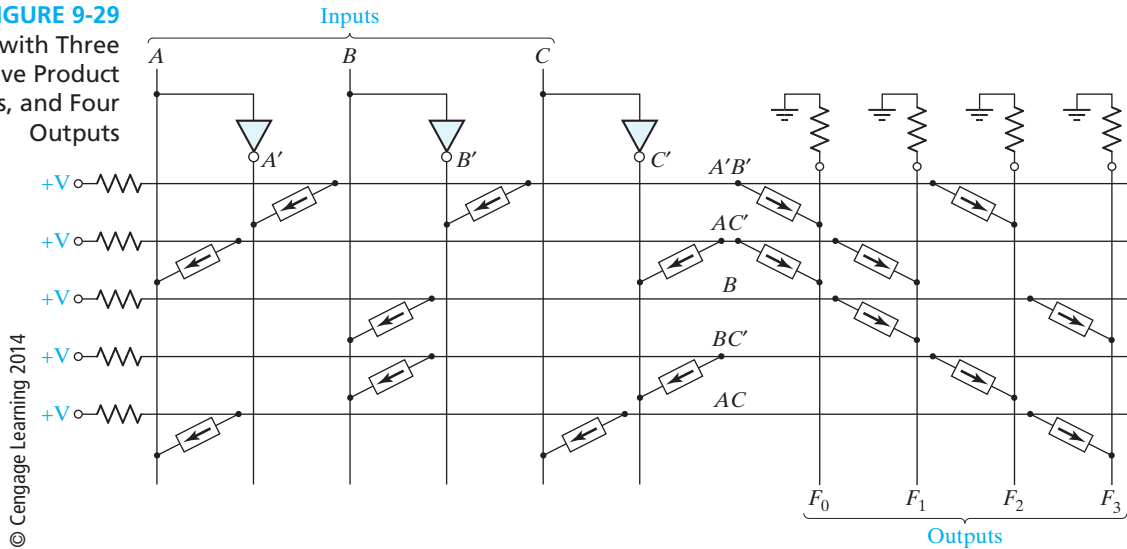 IGURE 9-29
with Three
ve Product
s, and Four
Outputs
Inputs
A B C
A′ B′ C′
+V A′B′
+V AC′
+V B
+V BC′
+V AC
F₀ F₁ F₂ F₃
Outputs
© Cengage Learning 2014